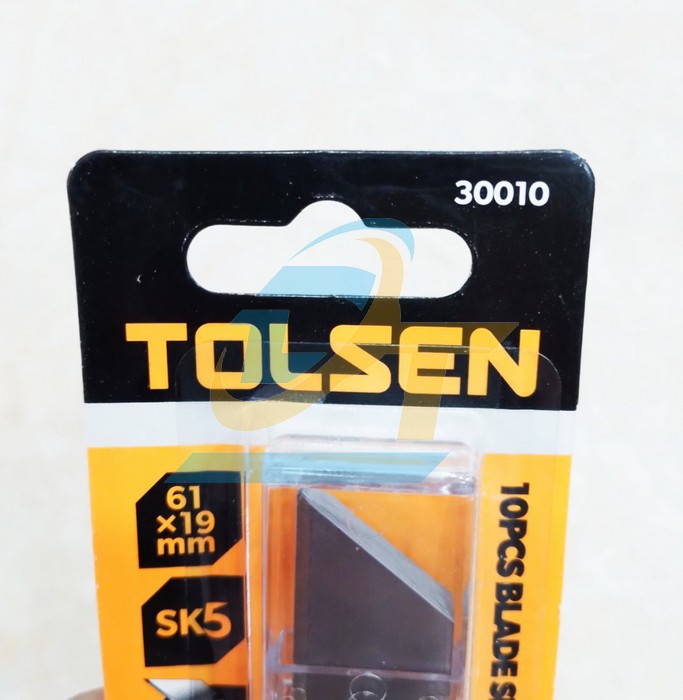 30010
TOLSEN
61
×19
mm
SK5
10PCS BLADE